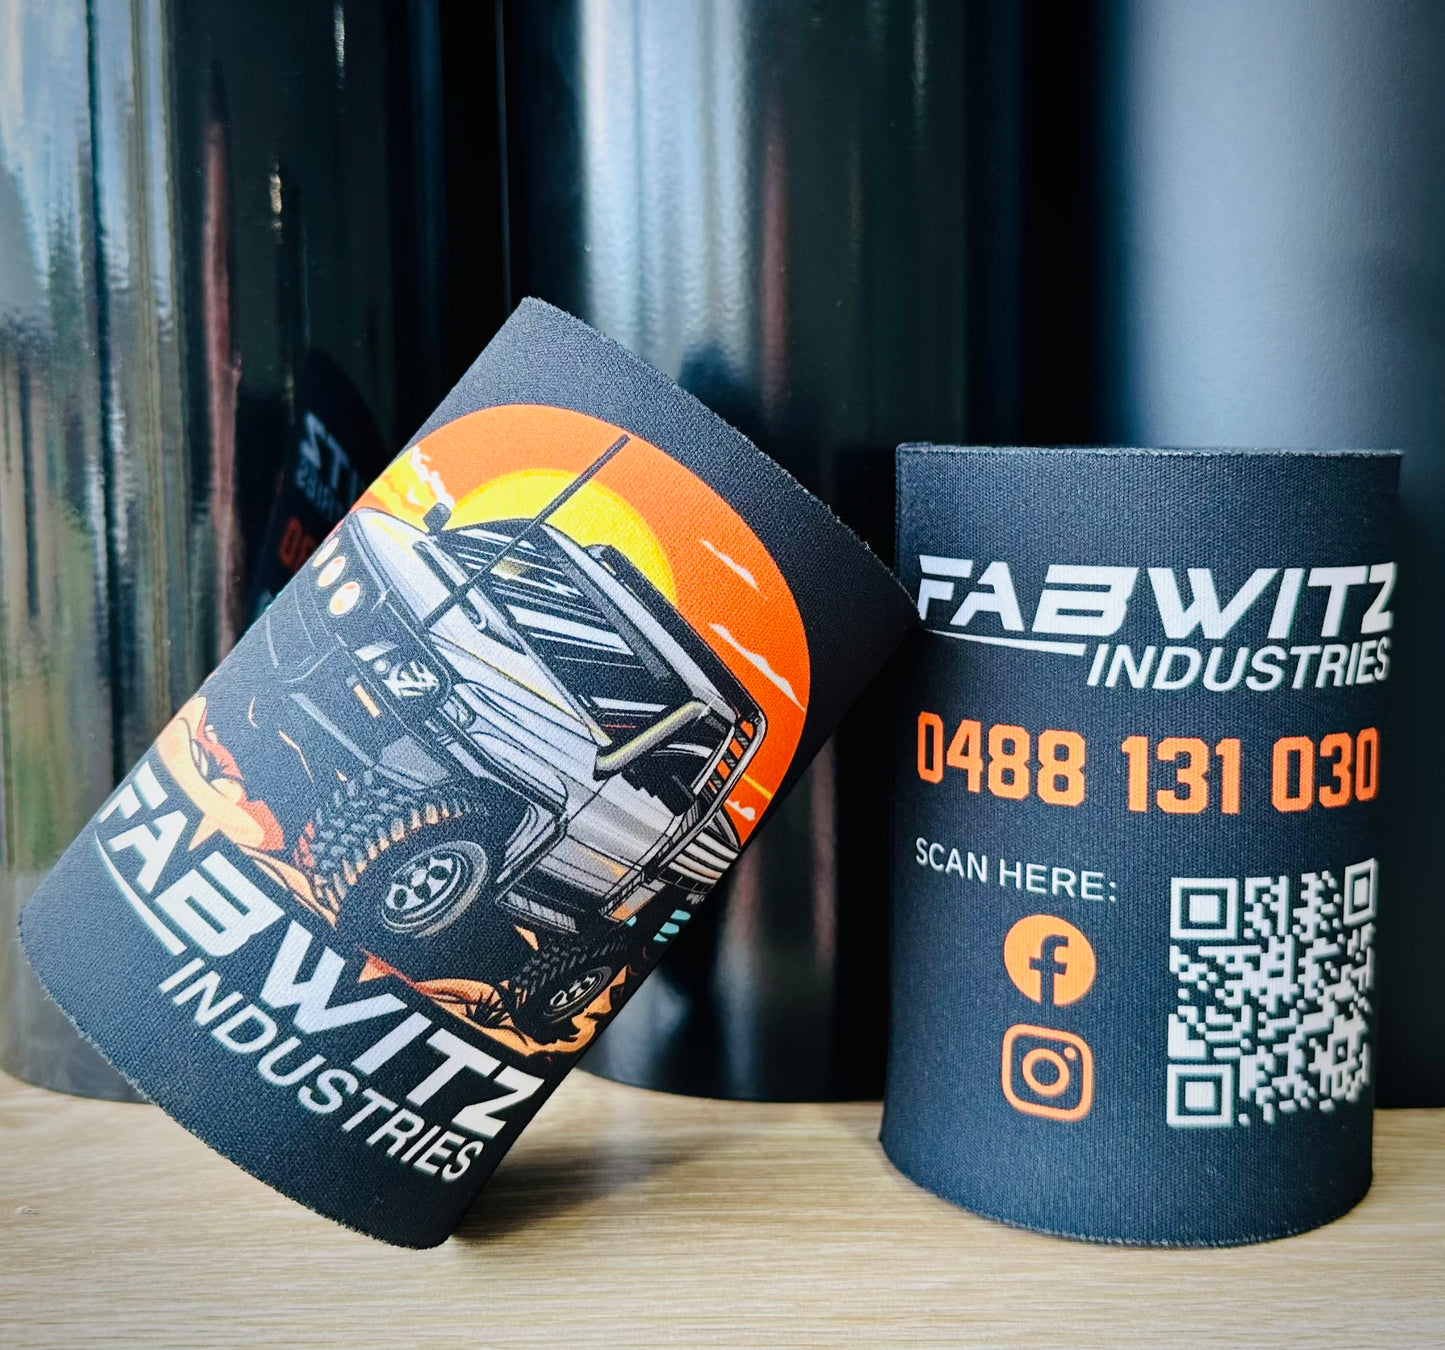 FABWITZ
INDUSTRIES
FABWITZ
INDUSTRIES
0488 131 030
SCAN HERE: